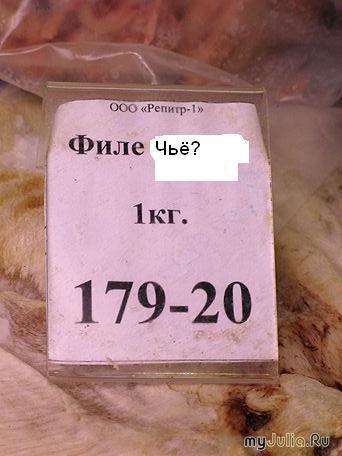 ООО «Репитр-1»
Филе Чьё?
1кг.
179-20
myJulia.Ru